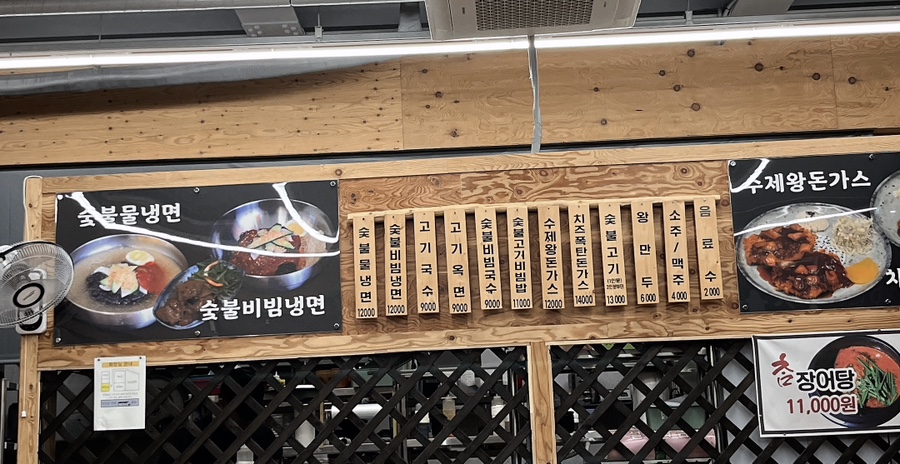 숯불물냉면
숯불비빔냉면
숯불물냉면 12000
숯불비빔냉면 12000
고기국수 9000
고기옥면 9000
숯불비빔국수 9000
숯불고기비빔밥 11000
수제왕돈가스 12000
치즈폭탄돈가스 14000
숯불고기 13000
왕만두 6000
소주/맥주 4000
음료수 2000
수제왕돈가스
참장어탕
11,000원